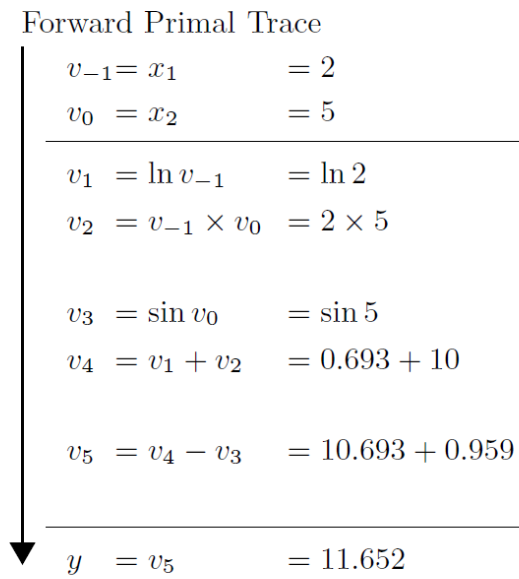 Forward Primal Trace
v₋₁ = x₁ = 2
v₀ = x₂ = 5
v₁ = ln v₋₁ = ln 2
v₂ = v₋₁ × v₀ = 2 × 5
v₃ = sin v₀ = sin 5
v₄ = v₁ + v₂ = 0.693 + 10
v₅ = v₄ − v₃ = 10.693 + 0.959
y = v₅ = 11.652